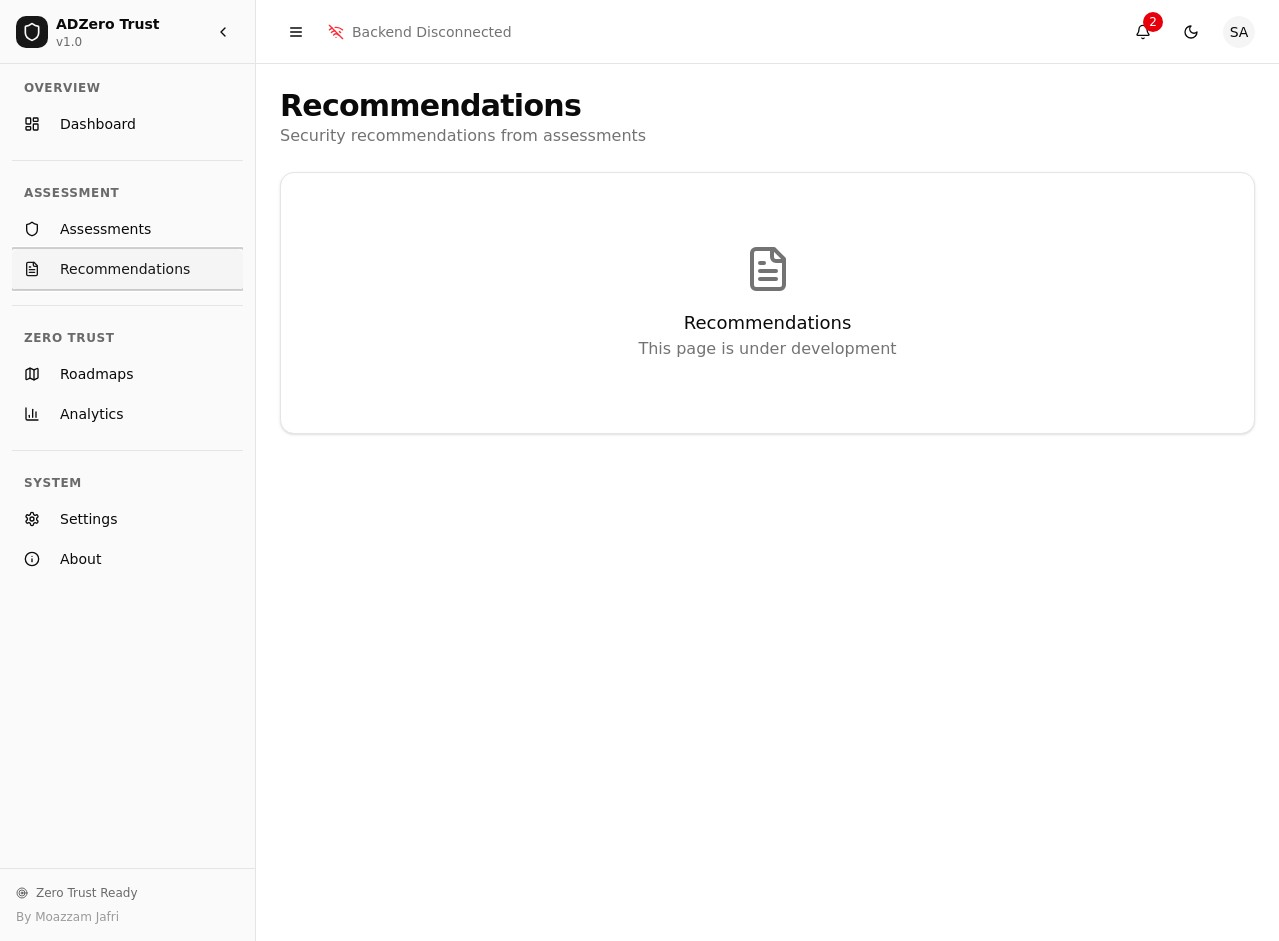 ADZero Trust
v1.0
OVERVIEW
Dashboard
ASSESSMENT
Assessments
Recommendations
ZERO TRUST
Roadmaps
Analytics
SYSTEM
Settings
About
Zero Trust Ready
By Moazzam Jafri
Backend Disconnected
2
SA
Recommendations
Security recommendations from assessments
Recommendations
This page is under development